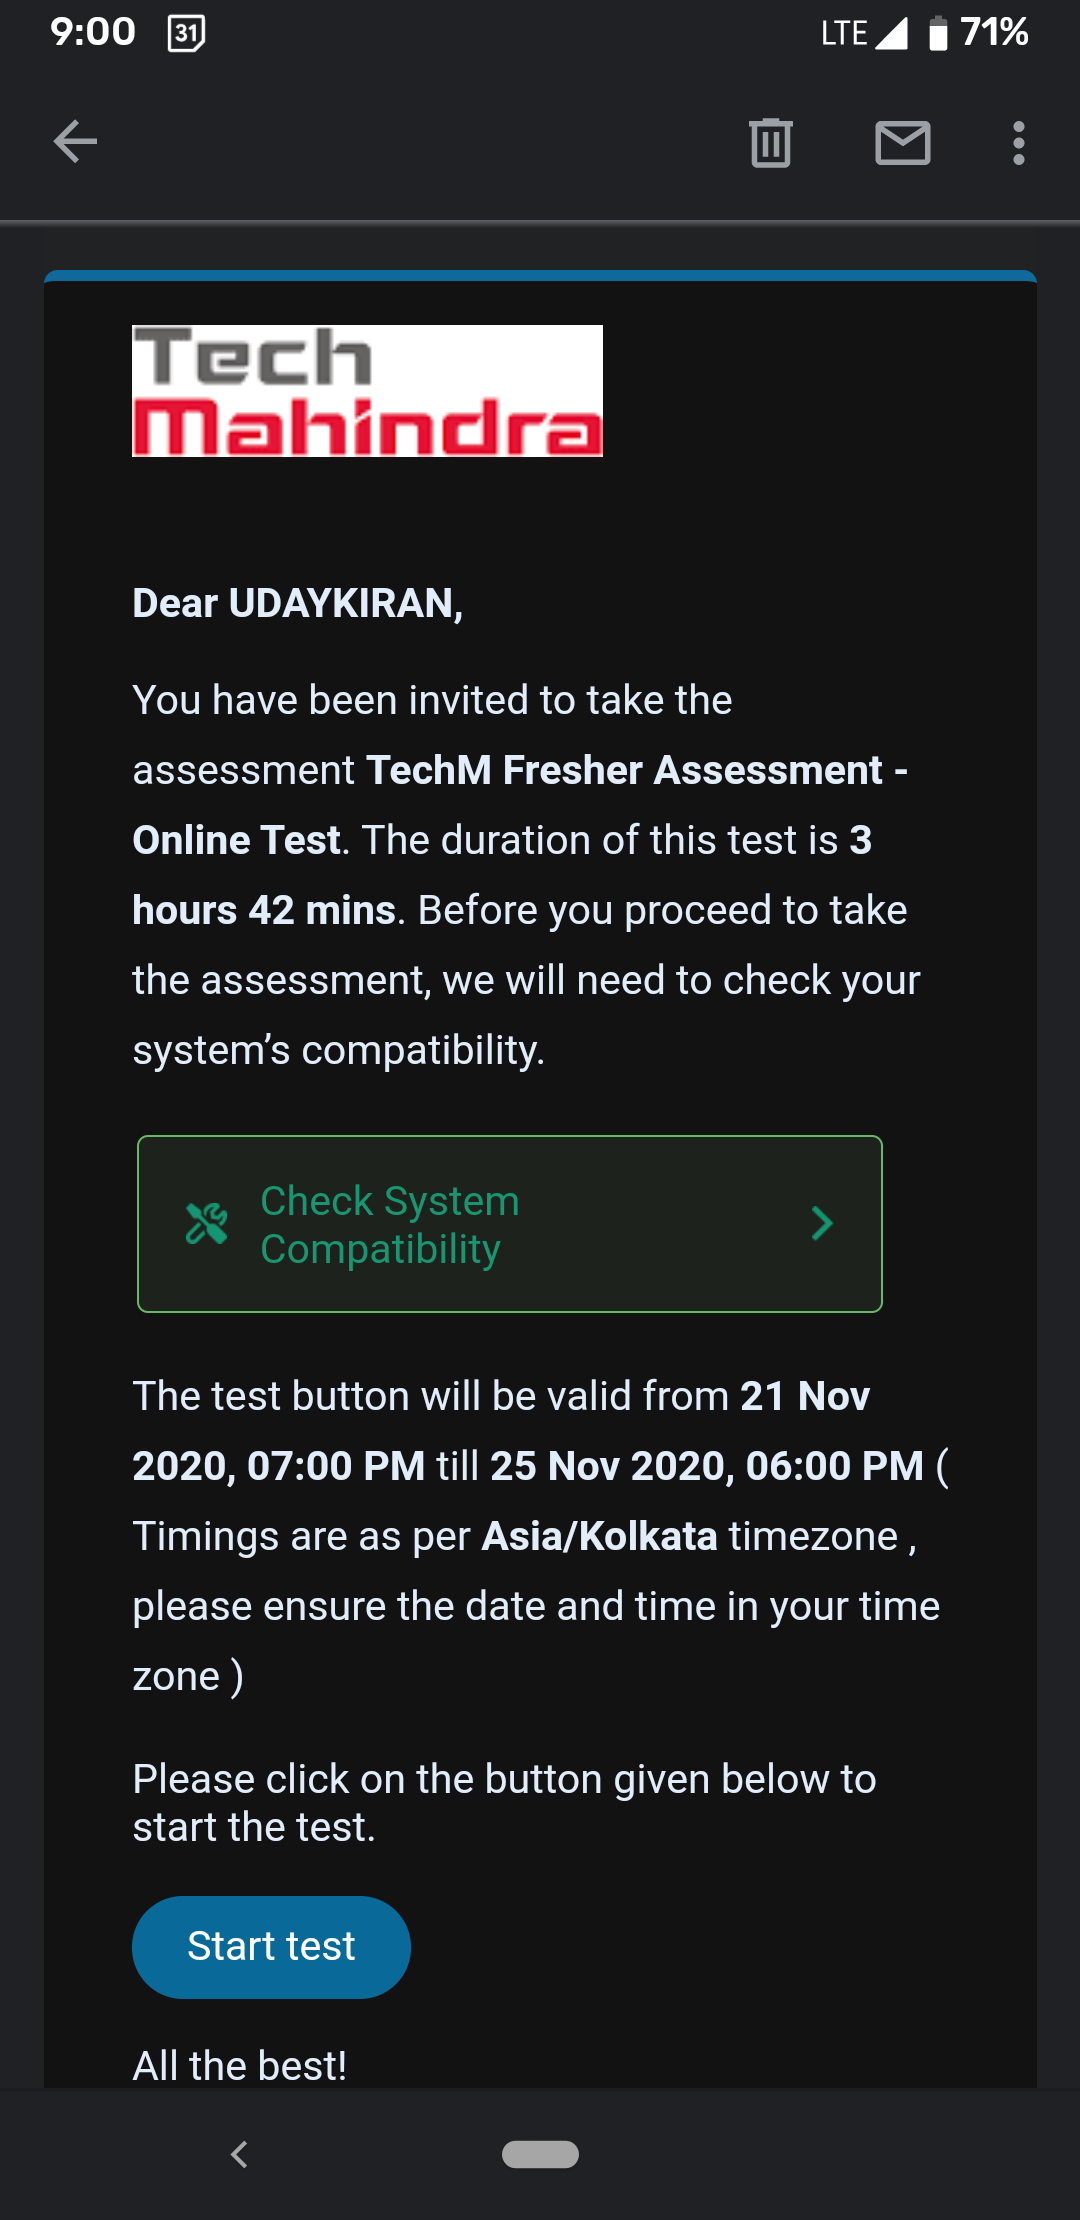 9:00 31 LTE 71%
Tech
Mahindra
Dear UDAYKIRAN,
You have been invited to take the
assessment TechM Fresher Assessment -
Online Test. The duration of this test is 3
hours 42 mins. Before you proceed to take
the assessment, we will need to check your
system’s compatibility.
Check System
Compatibility
The test button will be valid from 21 Nov
2020, 07:00 PM till 25 Nov 2020, 06:00 PM (
Timings are as per Asia/Kolkata timezone ,
please ensure the date and time in your time
zone )
Please click on the button given below to
start the test.
Start test
All the best!